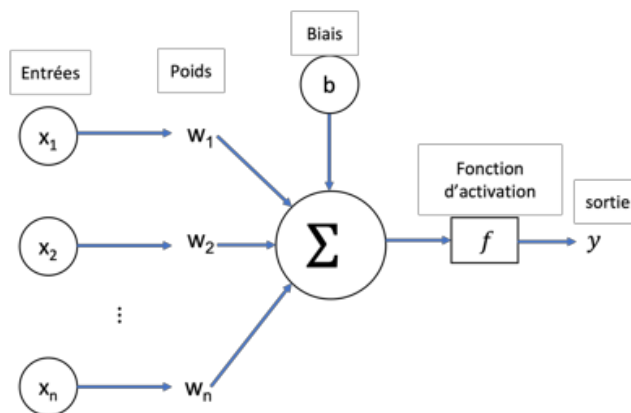 Biais
Entrées
Poids
b
x1
w1
Fonction
d'activation
sortie
x2
w2
Σ
f
y
⋮
xn
wn